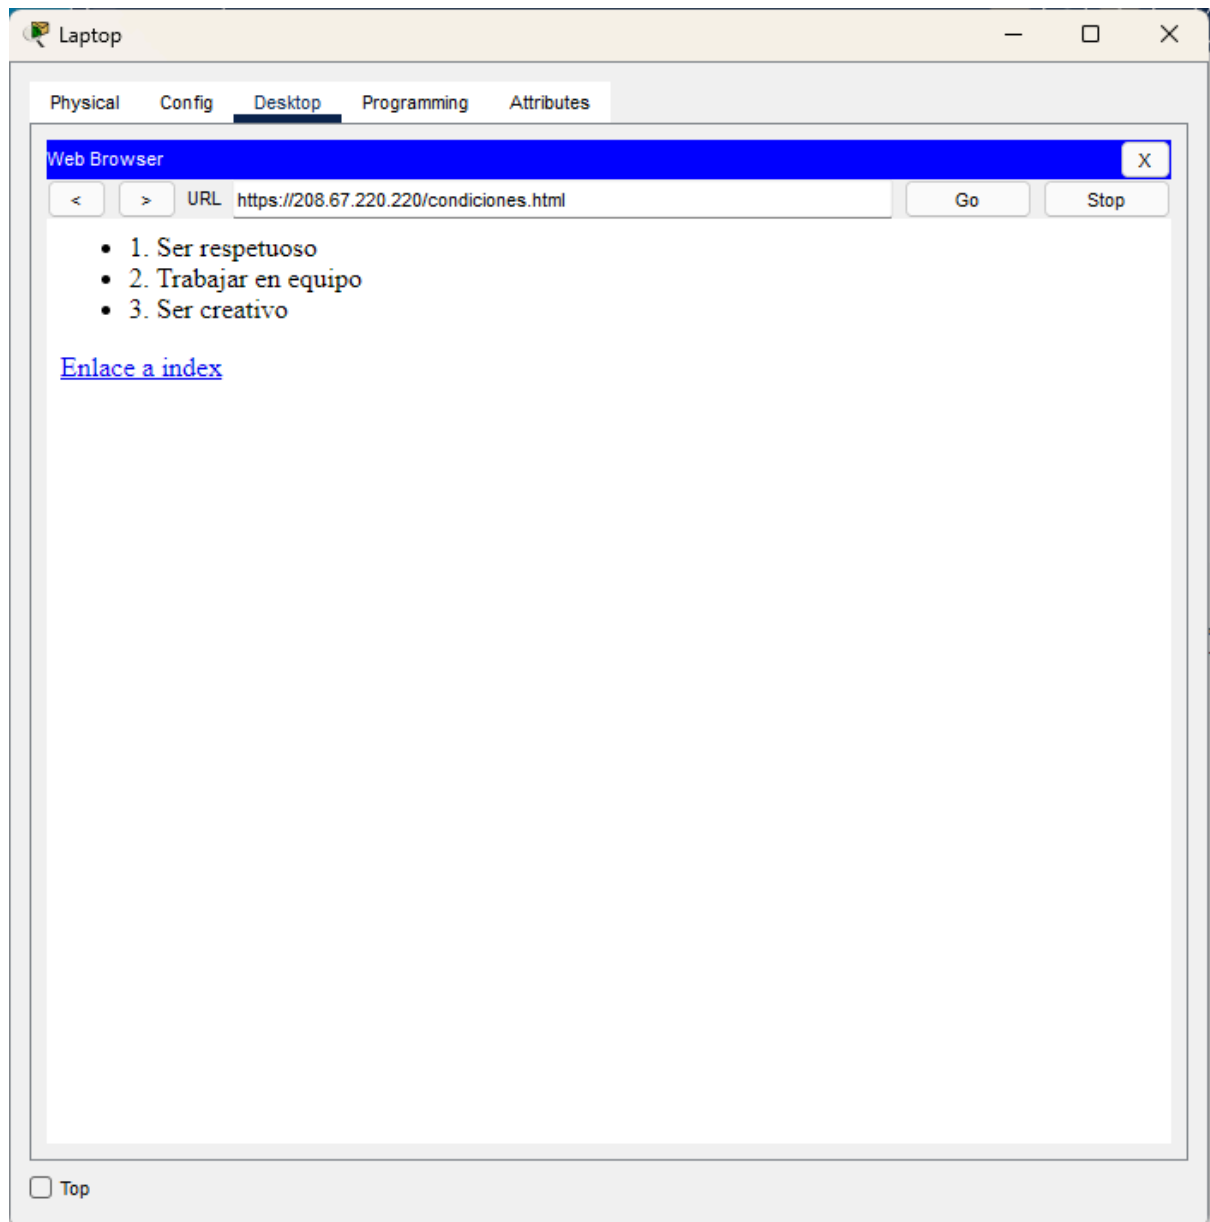 Laptop
Physical Config Desktop Programming Attributes
Web Browser X
< > URL https://208.67.220.220/condiciones.html Go Stop
• 1. Ser respetuoso
• 2. Trabajar en equipo
• 3. Ser creativo
Enlace a index
Top